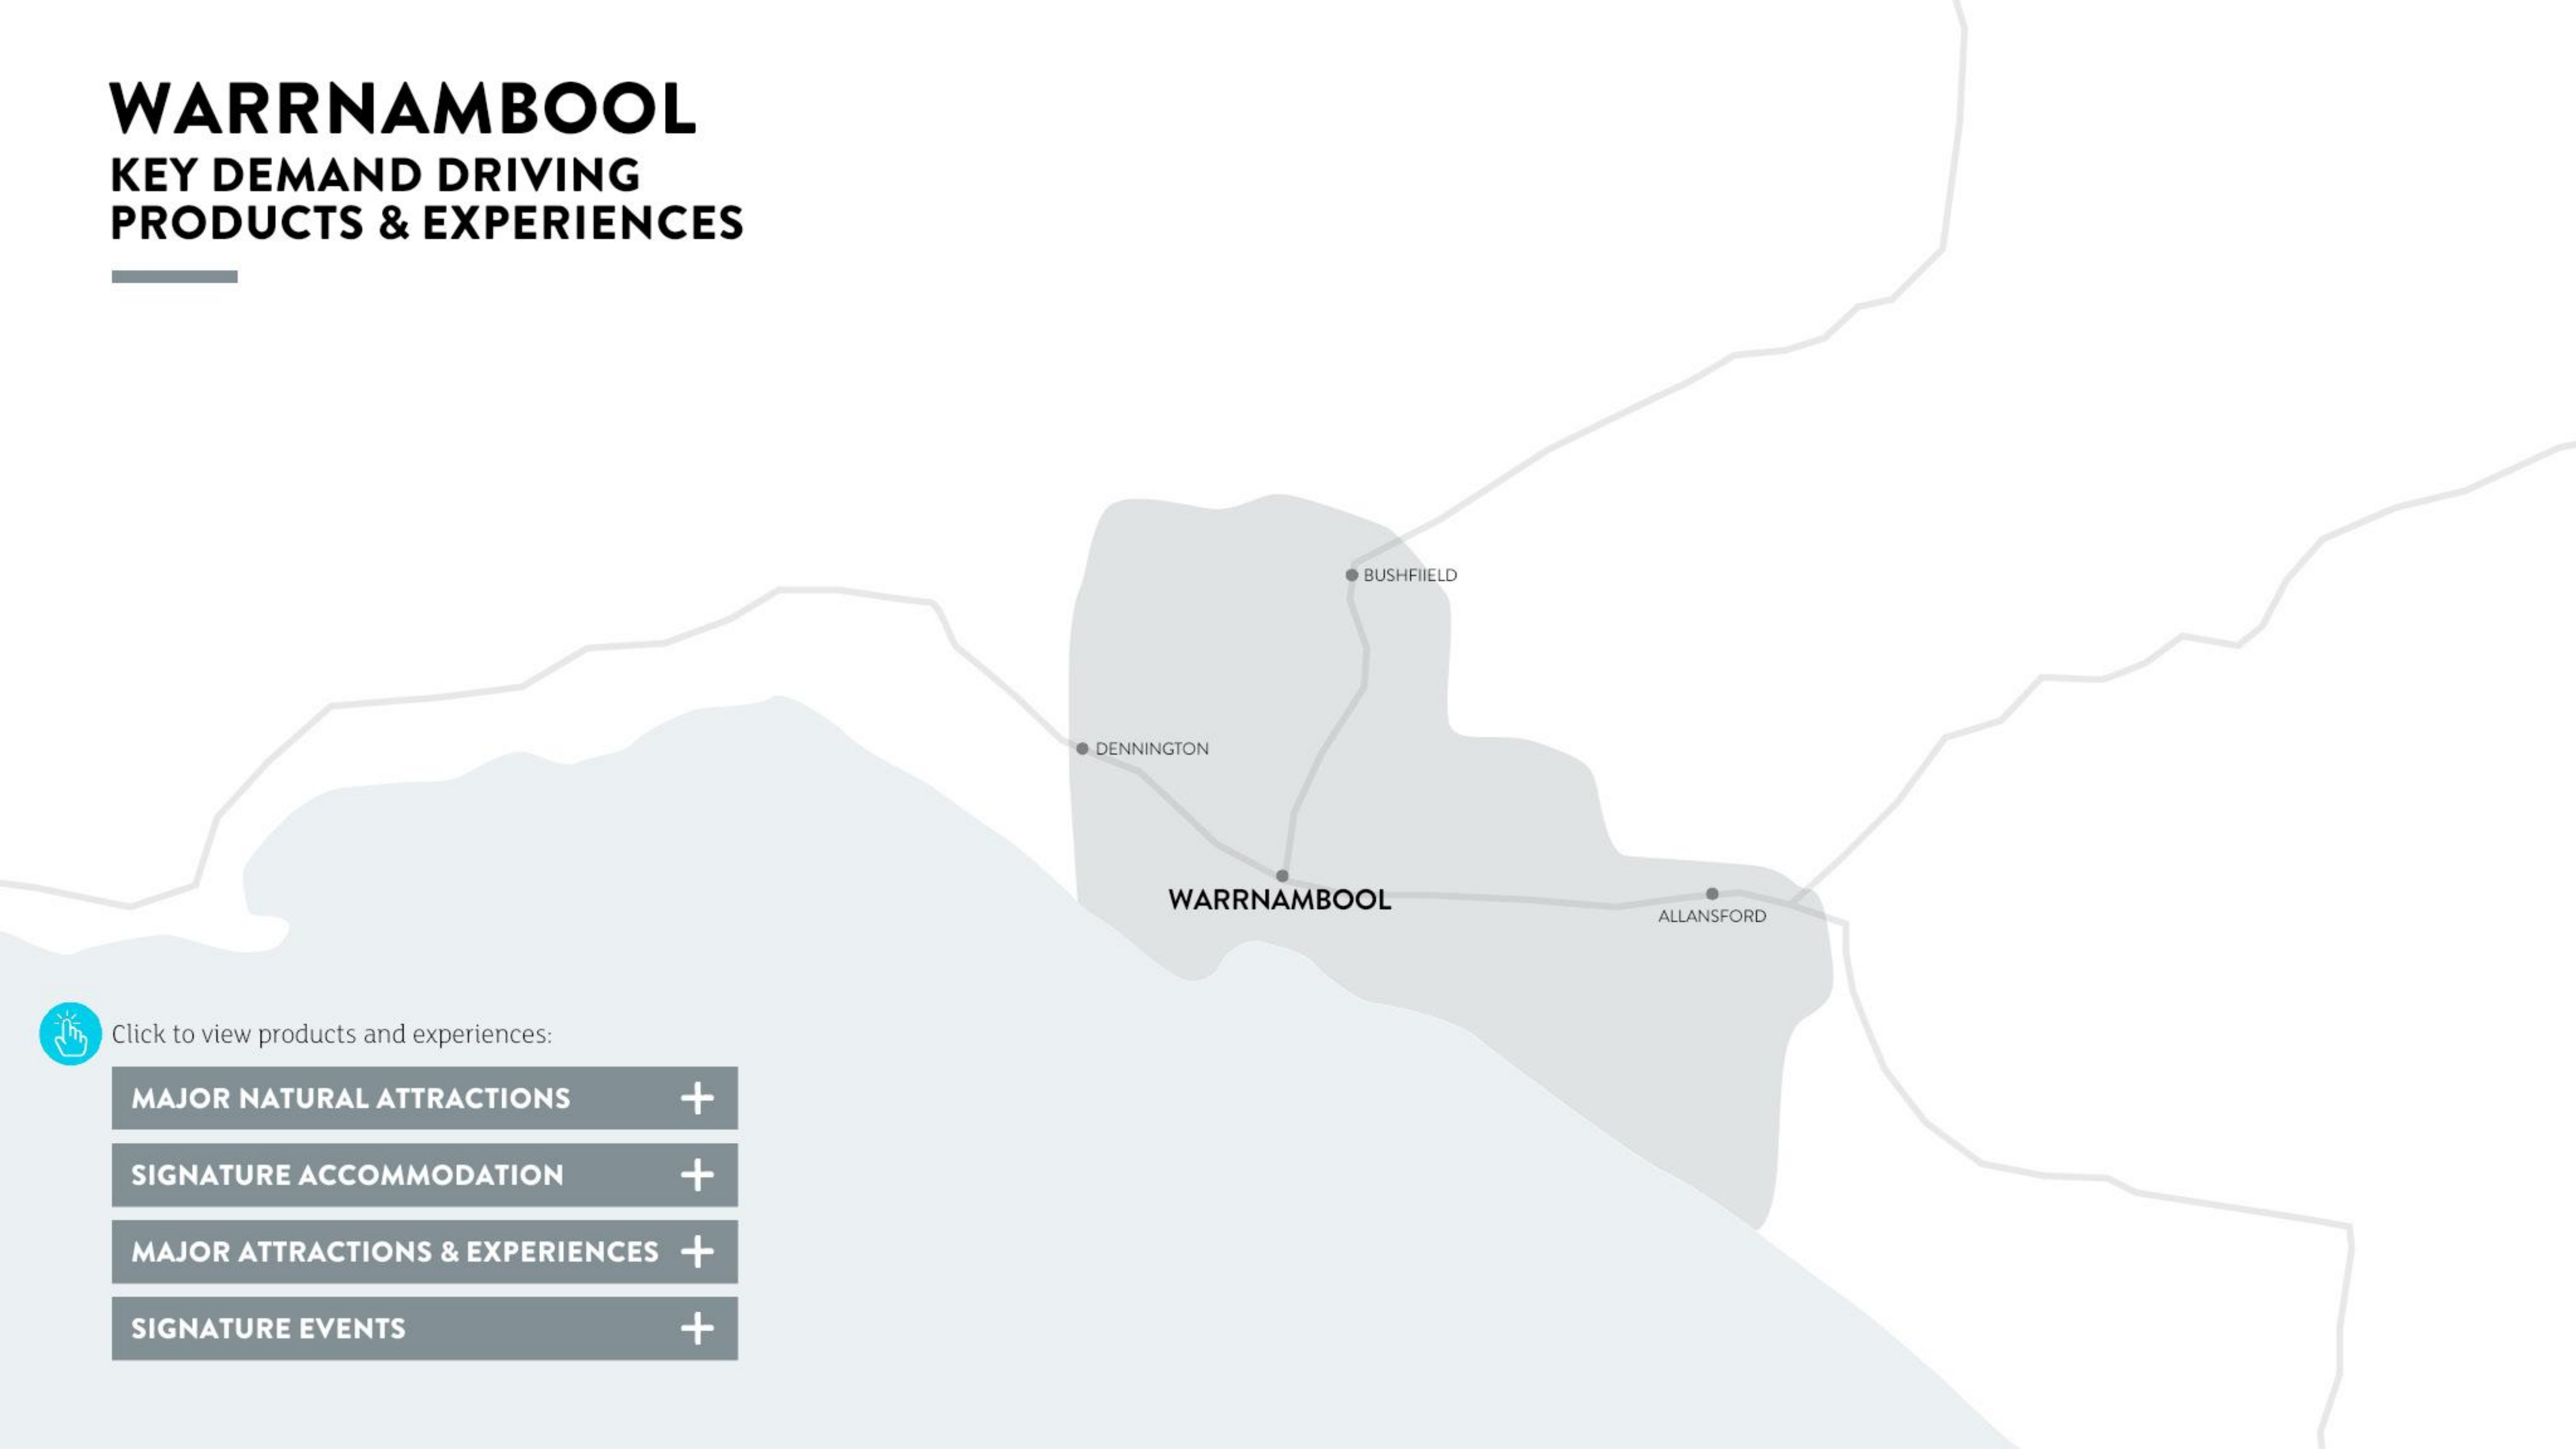 WARRNAMBOOL
KEY DEMAND DRIVING
PRODUCTS & EXPERIENCES
BUSHFIIELD
DENNINGTON
WARRNAMBOOL
ALLANSFORD
Click to view products and experiences:
MAJOR NATURAL ATTRACTIONS +
SIGNATURE ACCOMMODATION +
MAJOR ATTRACTIONS & EXPERIENCES +
SIGNATURE EVENTS +